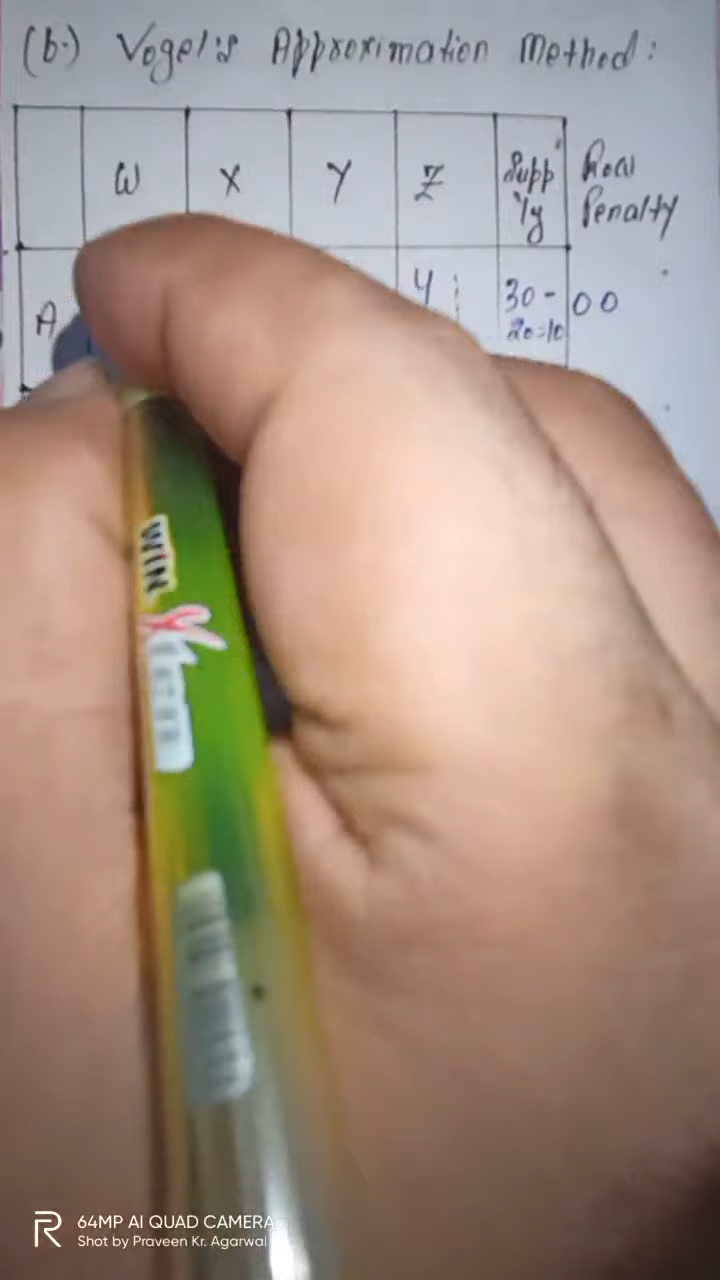 (b.) Vogel's Approximation Method:
W X Y Z Supp'ly Row Penalty
A 4 30- 0 0
20=10
WIN
64MP AI QUAD CAMERA
Shot by Praveen Kr. Agarwal